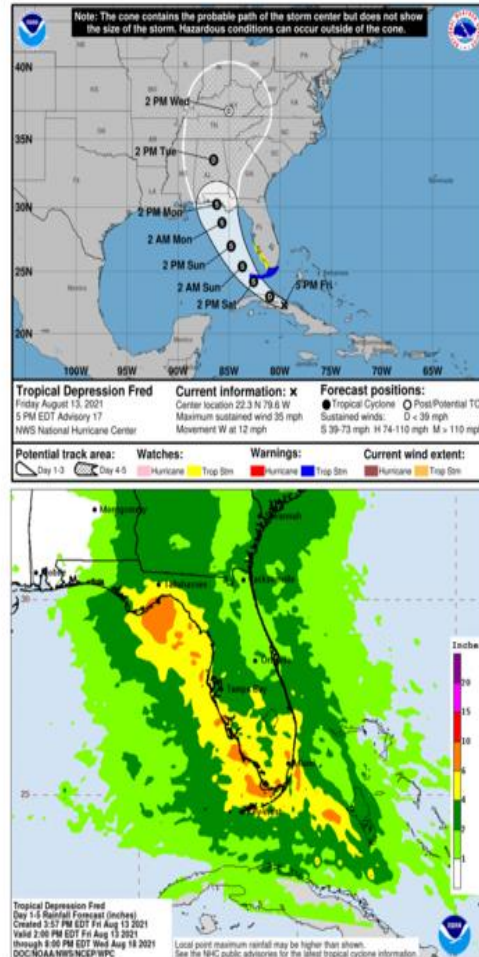 Note: The cone contains the probable path of the storm center but does not show
the size of the storm. Hazardous conditions can occur outside of the cone.
40N
2 PM Wed
35N
2 PM Tue
2 PM Mon
30N
2 AM Mon
2 PM Sun
5 PM Fri
25N
2 AM Sun
2 PM Sat
20N
95W 90W 85W 80W 75W 70W 65W 60W
Tropical Depression Fred
Friday August 13, 2021
5 PM EDT Advisory 17
NWS National Hurricane Center
Current information: x
Center location 22.3 N 79.6 W
Maximum sustained wind 35 mph
Movement W at 12 mph
Forecast positions:
Tropical Cyclone Post/Potential TC
Sustained winds: D < 39 mph
S 39-73 mph H 74-110 mph M > 110 mph
Potential track area:
Day 1-3 Day 4-5
Watches:
Hurricane Trop Stm
Warnings:
Hurricane Trop Stm
Current wind extent:
Hurricane Trop Stm
Montgomery
Tallahassee
30
Tampa Bay
25
Inches
20
15
10
6
4
2
1
Tropical Depression Fred
Day 1-5 Rainfall Forecast (inches)
Created 3:57 PM EDT Fri Aug 13 2021
Valid 2:00 PM EDT Fri Aug 13 2021
through 8:00 PM EDT Wed Aug 18 2021
DOC/NOAA/NWS/NCEP/WPC
Local point maximum rainfall may be higher than shown.
See the NHC public advisories for the latest tropical cyclone information.